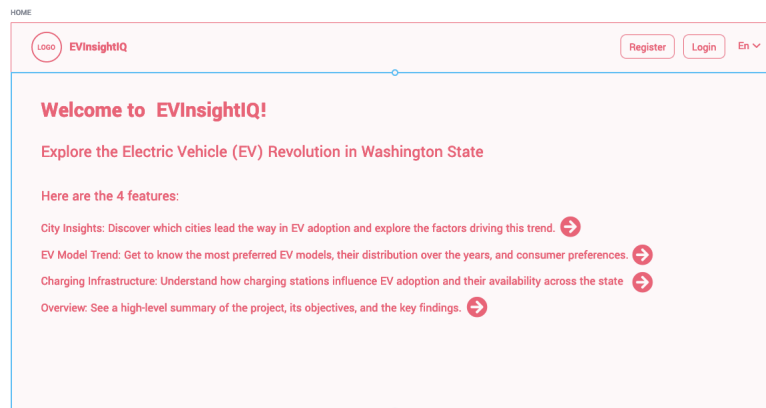 HOME
LOGO EVInsightIQ Register Login En
Welcome to EVInsightIQ!
Explore the Electric Vehicle (EV) Revolution in Washington State
Here are the 4 features:
City Insights: Discover which cities lead the way in EV adoption and explore the factors driving this trend.
EV Model Trend: Get to know the most preferred EV models, their distribution over the years, and consumer preferences.
Charging Infrastructure: Understand how charging stations influence EV adoption and their availability across the state
Overview: See a high-level summary of the project, its objectives, and the key findings.